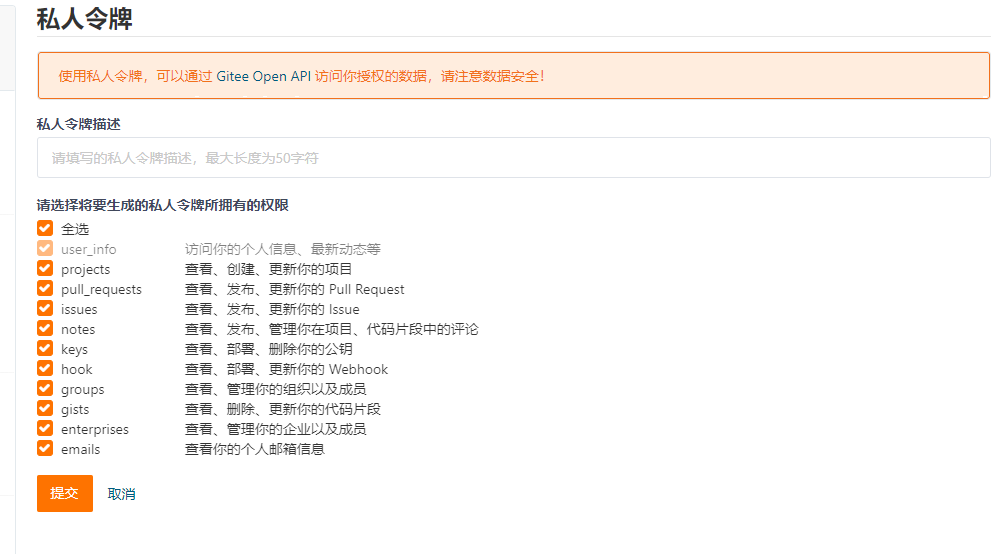 私人令牌
使用私人令牌，可以通过 Gitee Open API 访问你授权的数据，请注意数据安全！
私人令牌描述
请填写的私人令牌描述，最大长度为50字符
请选择将要生成的私人令牌所拥有的权限
全选
user_info 访问你的个人信息、最新动态等
projects 查看、创建、更新你的项目
pull_requests 查看、发布、更新你的 Pull Request
issues 查看、发布、更新你的 Issue
notes 查看、发布、管理你在项目、代码片段中的评论
keys 查看、部署、删除你的公钥
hook 查看、部署、更新你的 Webhook
groups 查看、管理你的组织以及成员
gists 查看、删除、更新你的代码片段
enterprises 查看、管理你的企业以及成员
emails 查看你的个人邮箱信息
提交 取消